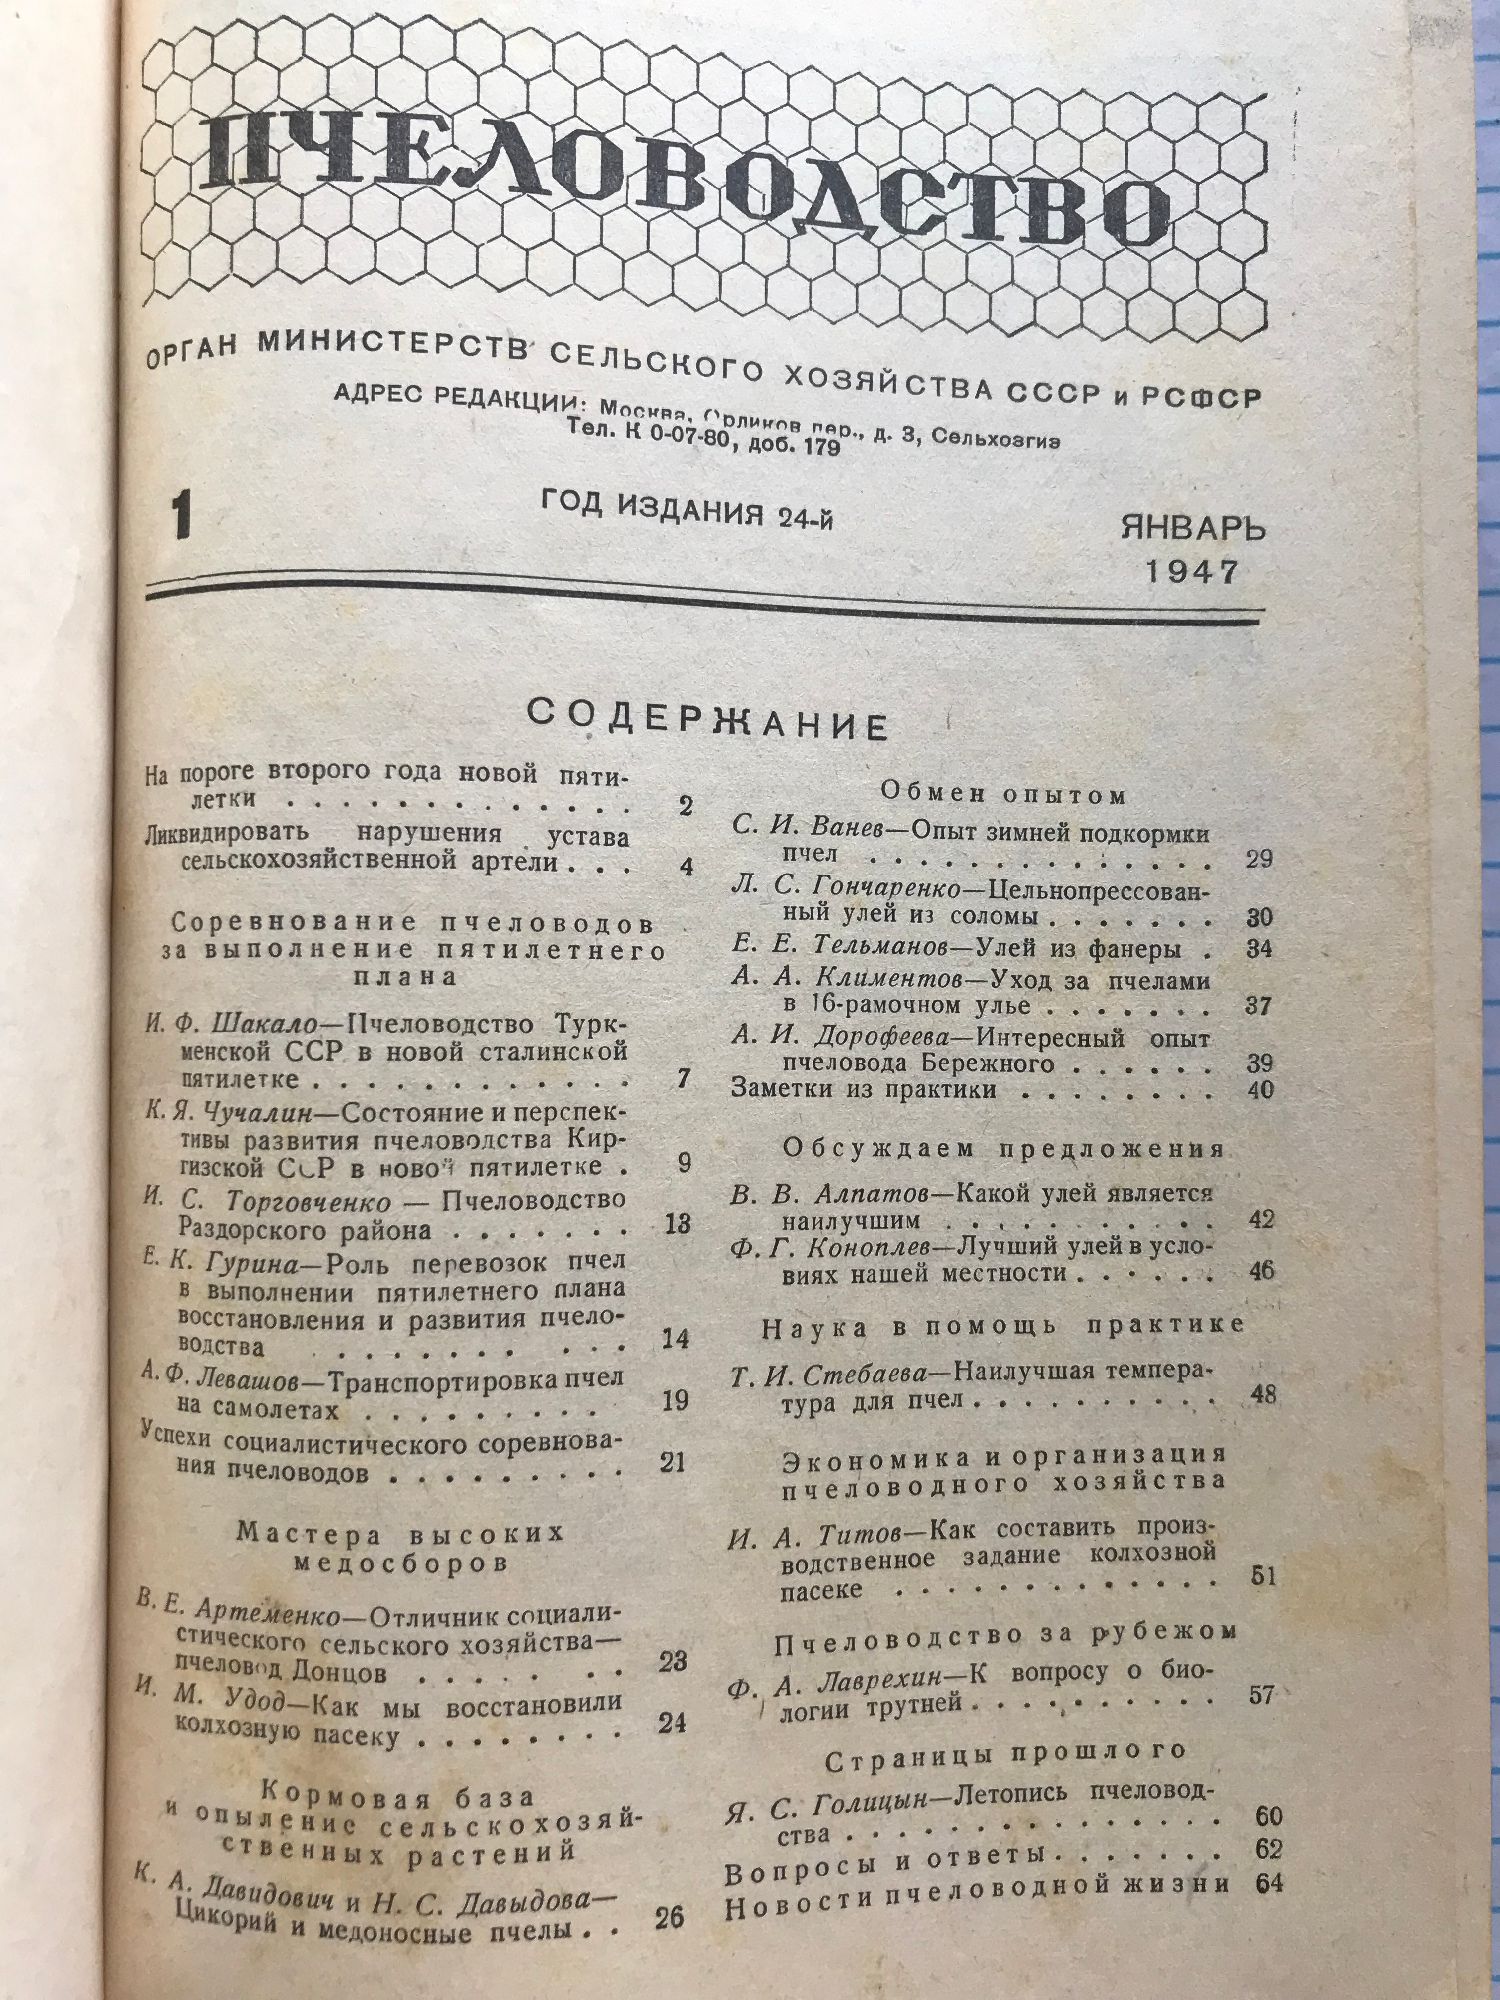 ПЧЕЛОВОДСТВО
ОРГАН МИНИСТЕРСТВ СЕЛЬСКОГО ХОЗЯЙСТВА СССР и РСФСР
АДРЕС РЕДАКЦИИ: Москва, Орликов пер., д. 3, Сельхозгиз
Тел. К 0-07-80, доб. 179
1
ГОД ИЗДАНИЯ 24-й
ЯНВАРЬ
1947
СОДЕРЖАНИЕ
На пороге второго года новой пяти-
летки . . . . . . . . . . . . . 2
Ликвидировать нарушения устава
сельскохозяйственной артели . . . 4
Соревнование пчеловодов
за выполнение пятилетнего
плана
И. Ф. Шакало—Пчеловодство Турк-
менской ССР в новой сталинской
пятилетке . . . . . . . . . . . . 7
К. Я. Чучалин—Состояние и перспек-
тивы развития пчеловодства Кир-
гизской ССР в новой пятилетке . 9
И. С. Торговченко — Пчеловодство
Раздорского района . . . . . . . 13
Е. К. Гурина—Роль перевозок пчел
в выполнении пятилетнего плана
восстановления и развития пчело-
водства . . . . . . . . . . 14
А. Ф. Левашов—Транспортировка пчел
на самолетах . . . . . . . . . 19
Успехи социалистического соревнова-
ния пчеловодов . . . . . . . . . 21
Мастера высоких
медосборов
В. Е. Артеменко—Отличник социали-
стического сельского хозяйства—
пчеловод Донцов . . . . . . . 23
И. М. Удод—Как мы восстановили
колхозную пасеку . . . . . . . . 24
Кормовая база
и опыление сельскохозяй-
ственных растений
К. А. Давидович и Н. С. Давыдова—
Цикорий и медоносные пчелы . . 26
Обмен опытом
С. И. Ванев—Опыт зимней подкормки
пчел . . . . . . . . . . . . . . 29
Л. С. Гончаренко—Цельнопрессован-
ный улей из соломы . . . . . . . 30
Е. Е. Тельманов—Улей из фанеры . 34
А. А. Климентов—Уход за пчелами
в 16-рамочном улье . . . . . . . 37
А. И. Дорофеева—Интересный опыт
пчеловода Бережного . . . . . . 39
Заметки из практики . . . . . . . . 40
Обсуждаем предложения
В. В. Алпатов—Какой улей является
наилучшим . . . . . . . . . . . 42
Ф. Г. Коноплев—Лучший улей в усло-
виях нашей местности . . . . . . 46
Наука в помощь практике
Т. И. Стебаева—Наилучшая темпера-
тура для пчел . . . . . . . . . . 48
Экономика и организация
пчеловодного хозяйства
И. А. Титов—Как составить произ-
водственное задание колхозной
пасеке . . . . . . . . . . . . . 51
Пчеловодство за рубежом
Ф. А. Лаврехин—К вопросу о био-
логии трутней . . . . . . . . . . 57
Страницы прошлого
Я. С. Голицын—Летопись пчеловод-
ства . . . . . . . . . . . . . . . 60
Вопросы и ответы . . . . . . . 62
Новости пчеловодной жизни 64